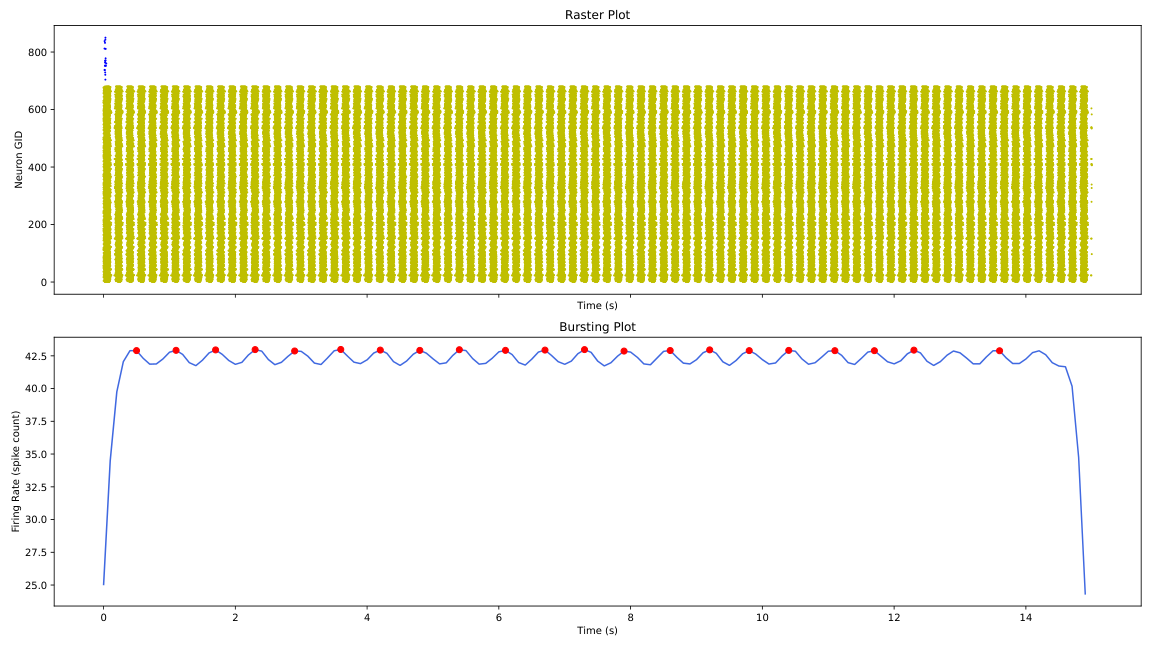 Raster Plot
800
600
400
200
0
Neuron GID
Time (s)
Bursting Plot
42.5
40.0
37.5
35.0
32.5
30.0
27.5
25.0
Firing Rate (spike count)
0 2 4 6 8 10 12 14
Time (s)